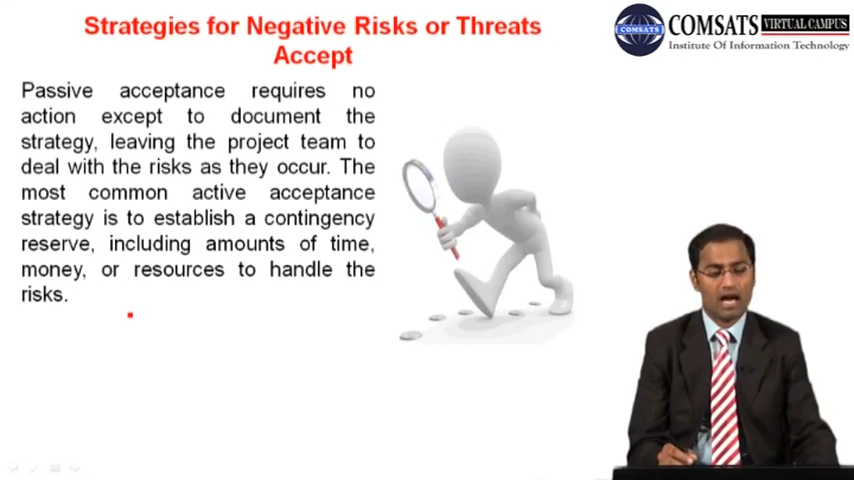 Strategies for Negative Risks or Threats
Accept
Passive acceptance requires no
action except to document the
strategy, leaving the project team to
deal with the risks as they occur. The
most common active acceptance
strategy is to establish a contingency
reserve, including amounts of time,
money, or resources to handle the
risks.
COMSATS
COMSATS VIRTUAL CAMPUS
Institute Of Information Technology